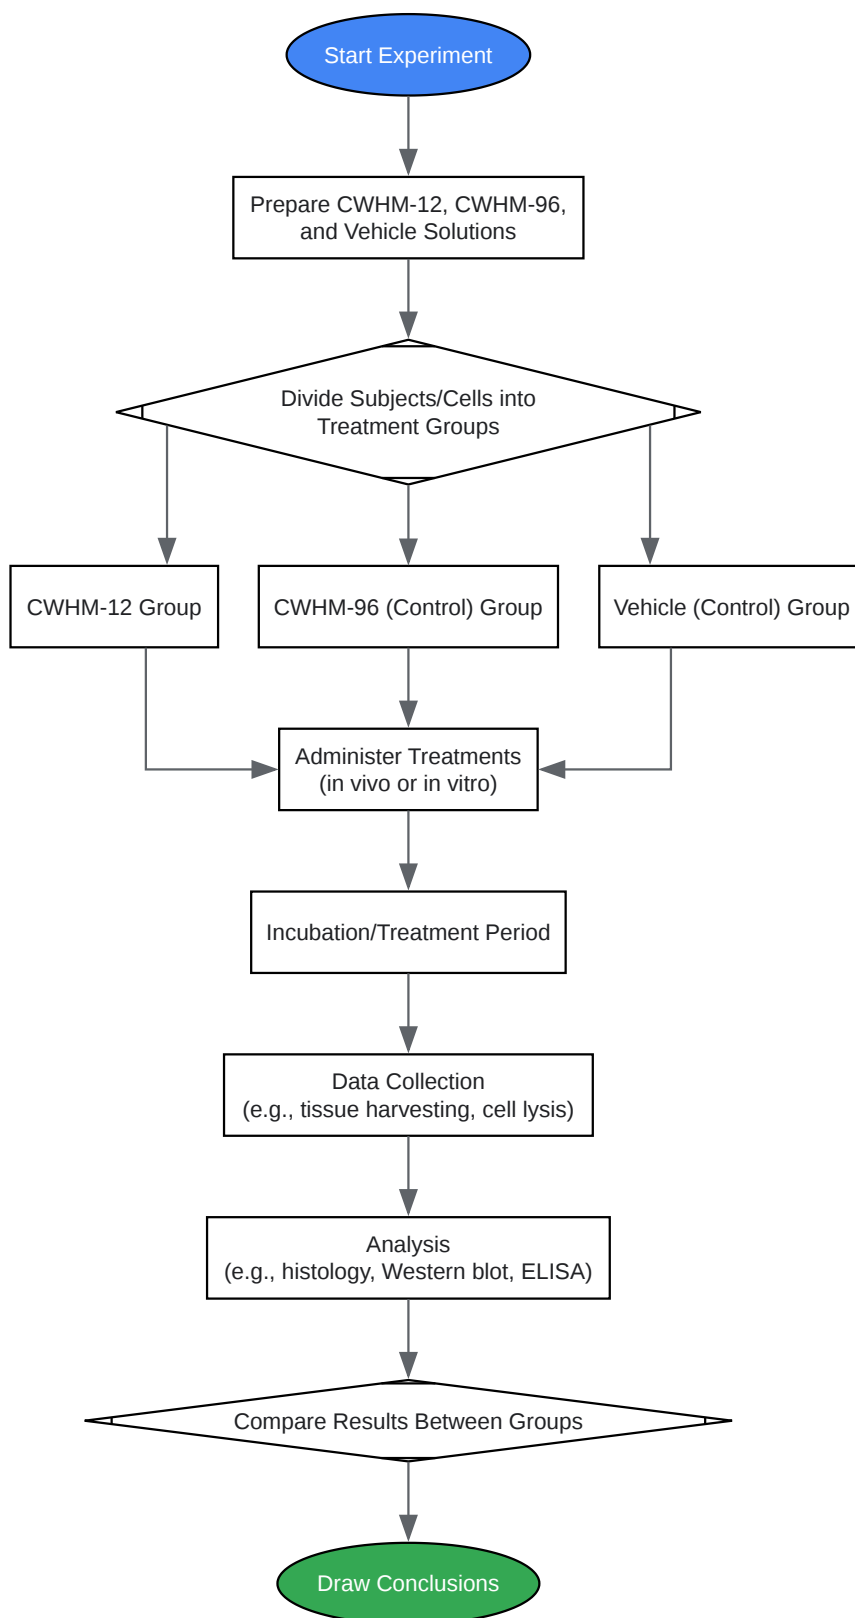 Start Experiment
Prepare CWHM-12, CWHM-96,
and Vehicle Solutions
Divide Subjects/Cells into
Treatment Groups
CWHM-12 Group
CWHM-96 (Control) Group
Vehicle (Control) Group
Administer Treatments
(in vivo or in vitro)
Incubation/Treatment Period
Data Collection
(e.g., tissue harvesting, cell lysis)
Analysis
(e.g., histology, Western blot, ELISA)
Compare Results Between Groups
Draw Conclusions